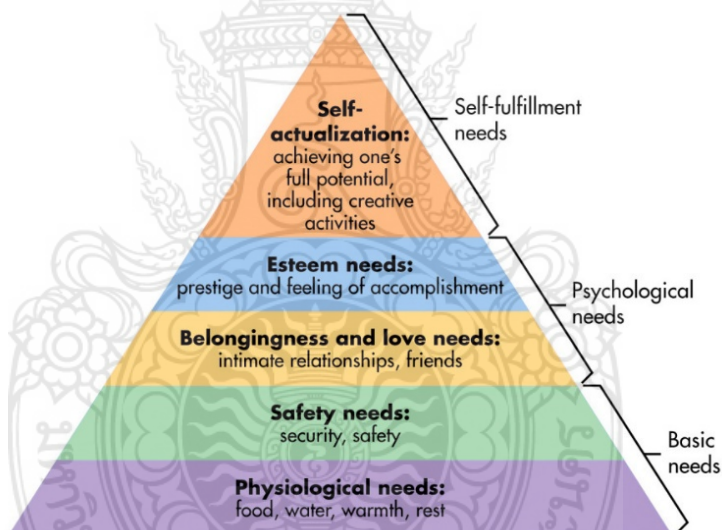 Self-
actualization:
achieving one's
full potential,
including creative
activities
Self-fulfillment
needs
Esteem needs:
prestige and feeling of accomplishment
Psychological
needs
Belongingness and love needs:
intimate relationships, friends
Safety needs:
security, safety
Basic
needs
Physiological needs:
food, water, warmth, rest